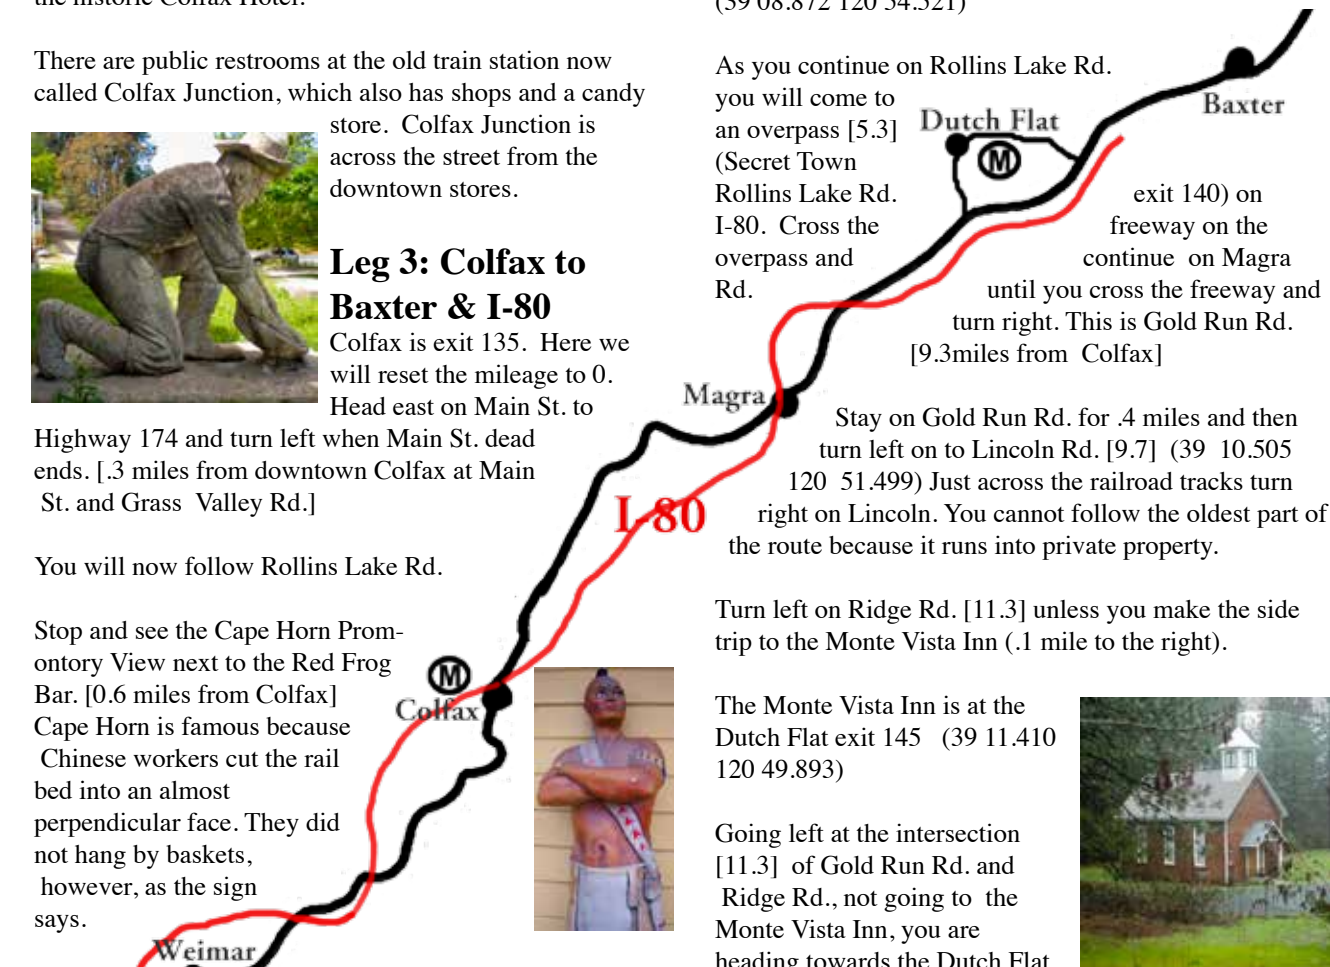 the historic Colfax Hotel.
There are public restrooms at the old train station now
called Colfax Junction, which also has shops and a candy
store.  Colfax Junction is
across the street from the
downtown stores.
Leg 3: Colfax to
Baxter & I-80
Colfax is exit 135.  Here we
will reset the mileage to 0.
Head east on Main St. to
Highway 174 and turn left when Main St. dead
ends. [.3 miles from downtown Colfax at Main
St. and Grass  Valley Rd.]
You will now follow Rollins Lake Rd.
Stop and see the Cape Horn Prom-
ontory View next to the Red Frog
Bar. [0.6 miles from Colfax]
Cape Horn is famous because
Chinese workers cut the rail
bed into an almost
perpendicular face. They did
not hang by baskets,
however, as the sign
says.
(39 08.872 120 54.521)
As you continue on Rollins Lake Rd.
you will come to
an overpass [5.3]
(Secret Town
Rollins Lake Rd.
exit 140) on
I-80.  Cross the
freeway on the
overpass and
continue  on Magra
Rd.
until you cross the freeway and
turn right. This is Gold Run Rd.
[9.3miles from  Colfax]
Stay on Gold Run Rd. for .4 miles and then
turn left on to Lincoln Rd. [9.7]  (39  10.505
120  51.499) Just across the railroad tracks turn
right on Lincoln. You cannot follow the oldest part of
the route because it runs into private property.
Turn left on Ridge Rd. [11.3] unless you make the side
trip to the Monte Vista Inn (.1 mile to the right).
The Monte Vista Inn is at the
Dutch Flat exit 145   (39 11.410
120 49.893)
Going left at the intersection
[11.3]  of Gold Run Rd. and
Ridge Rd., not going to  the
Monte Vista Inn, you are
heading towards the Dutch Flat
Baxter
Dutch Flat
M
Magra
I-80
M
Colfax
Weimar